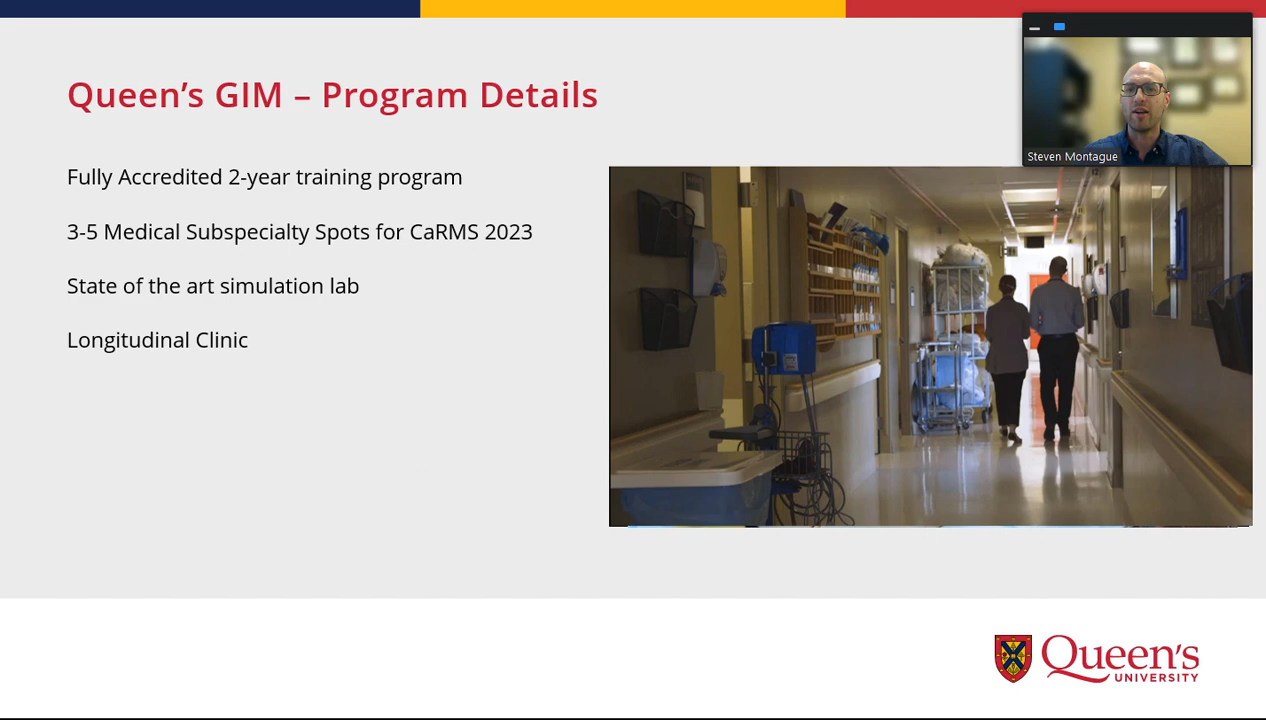 Queen’s GIM – Program Details
Steven Montague
Fully Accredited 2-year training program
3-5 Medical Subspecialty Spots for CaRMS 2023
State of the art simulation lab
Longitudinal Clinic
Queen's
UNIVERSITY